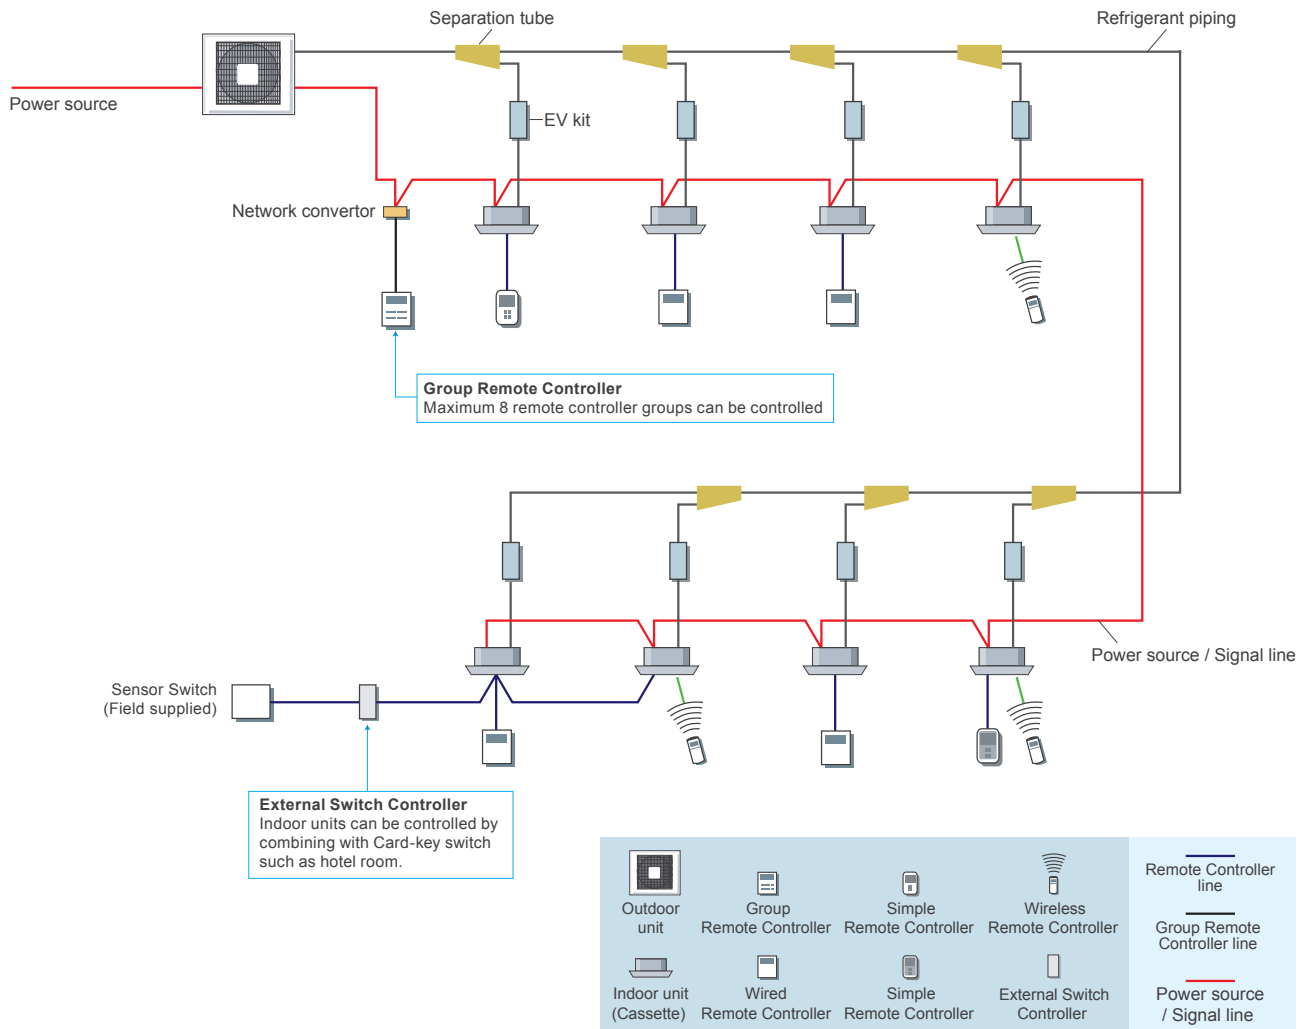 Separation tube
Refrigerant piping
Power source
EV kit
Network convertor
Group Remote Controller
Maximum 8 remote controller groups can be controlled
Power source / Signal line
Sensor Switch
(Field supplied)
External Switch Controller
Indoor units can be controlled by
combining with Card-key switch
such as hotel room.
Outdoor
unit
Group
Remote Controller
Simple
Remote Controller
Wireless
Remote Controller
Indoor unit
(Cassette)
Wired
Remote Controller
Simple
Remote Controller
External Switch
Controller
Remote Controller
line
Group Remote
Controller line
Power source
/ Signal line